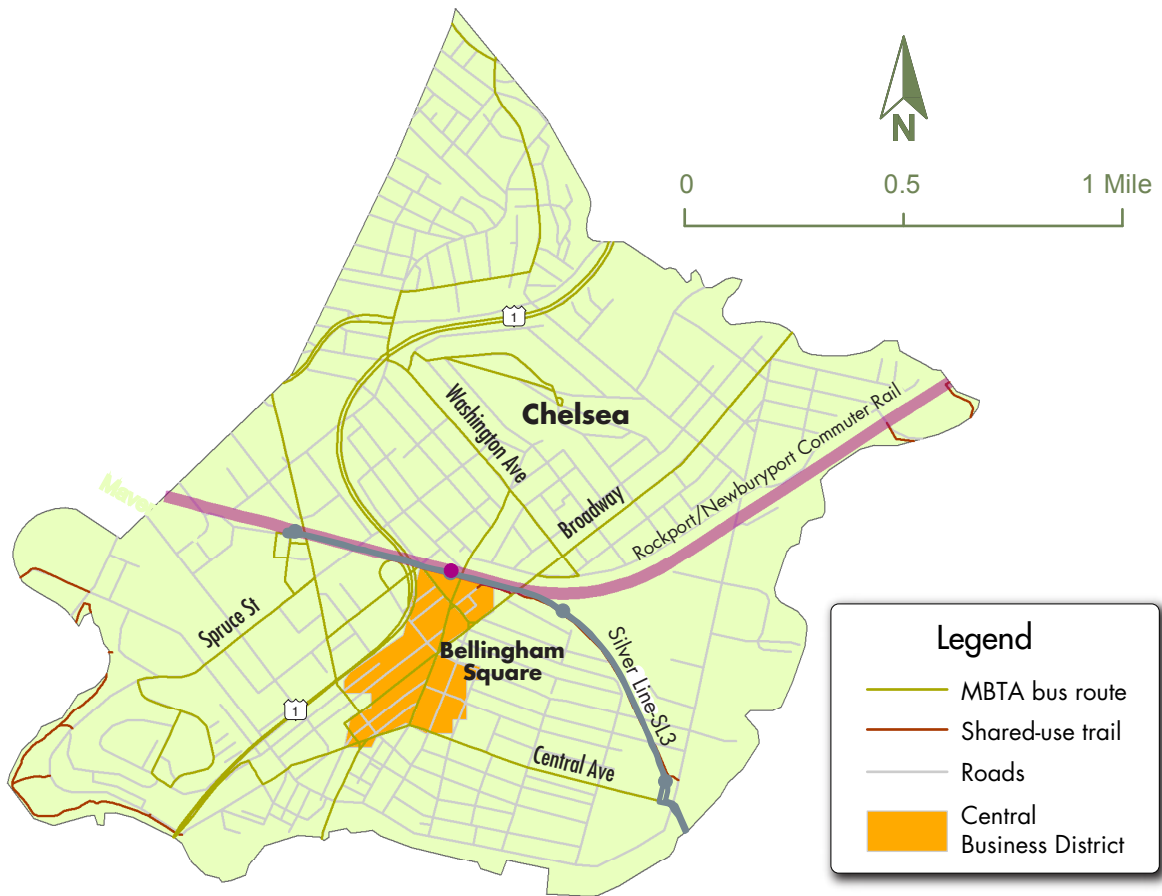 N
0 0.5 1 Mile
1
Washington Ave
Chelsea
Broadway
Rockport/Newburyport Commuter Rail
Spruce St
Bellingham
Square
Silver Line-SL3
1
Central Ave
Legend
MBTA bus route
Shared-use trail
Roads
Central
Business District